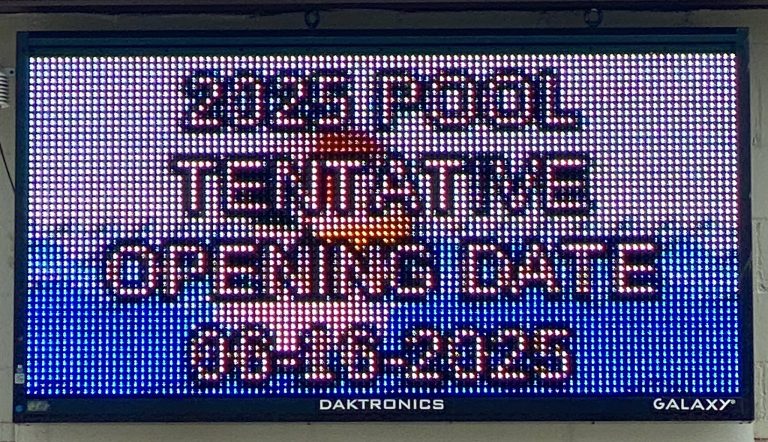 2025 POOL
TENTATIVE
OPENING DATE
06-16-2025
DAKTRONICS
GALAXY®